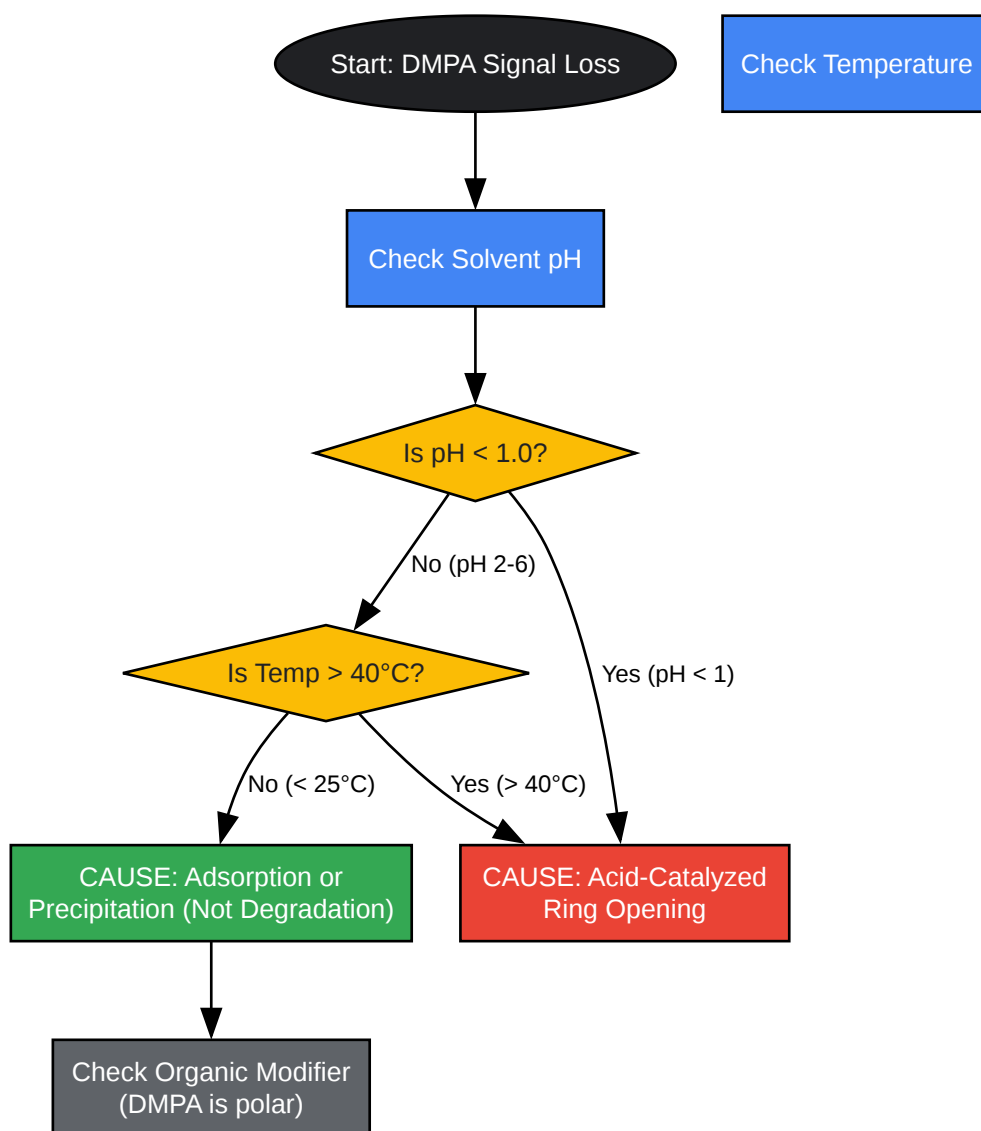 Start: DMPA Signal Loss
Check Temperature
Check Solvent pH
Is pH < 1.0?
No (pH 2-6)
Is Temp > 40°C?
Yes (pH < 1)
No (< 25°C)
Yes (> 40°C)
CAUSE: Adsorption or
Precipitation (Not Degradation)
CAUSE: Acid-Catalyzed
Ring Opening
Check Organic Modifier
(DMPA is polar)